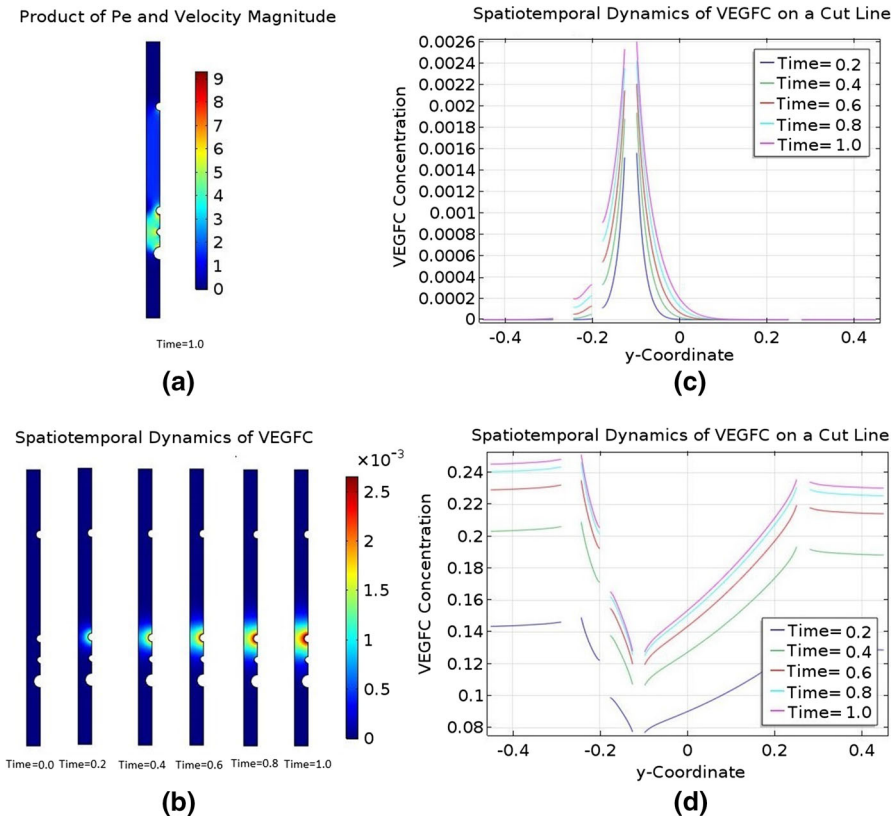 Product of Pe and Velocity Magnitude
9
8
7
6
5
4
3
2
1
0
Time=1.0
(a)
Spatiotemporal Dynamics of VEGFC on a Cut Line
VEGFC Concentration
0.0026
0.0024
0.0022
0.002
0.0018
0.0016
0.0014
0.0012
0.001
0.0008
0.0006
0.0004
0.0002
0
-0.4
-0.2
0
0.2
0.4
y-Coordinate
Time= 0.2
Time= 0.4
Time= 0.6
Time= 0.8
Time= 1.0
(c)
Spatiotemporal Dynamics of VEGFC
×10⁻³
2.5
2
1.5
1
0.5
0
Time=0.0
Time=0.2
Time=0.4
Time=0.6
Time=0.8
Time=1.0
(b)
Spatiotemporal Dynamics of VEGFC on a Cut Line
VEGFC Concentration
0.24
0.22
0.2
0.18
0.16
0.14
0.12
0.1
0.08
-0.4
-0.2
0
0.2
0.4
y-Coordinate
Time= 0.2
Time= 0.4
Time= 0.6
Time= 0.8
Time= 1.0
(d)